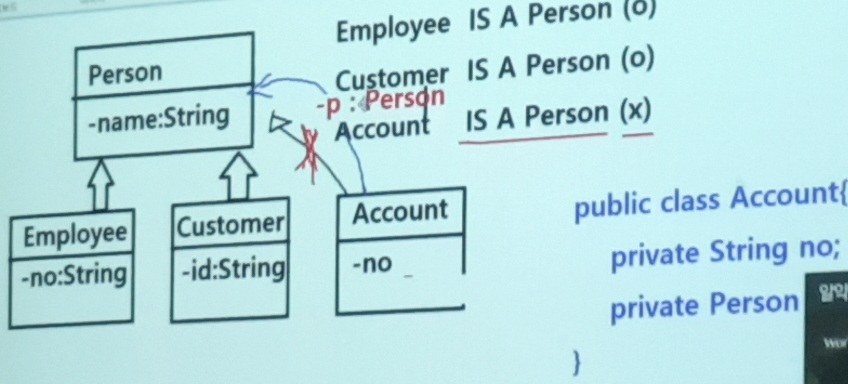 Employee IS A Person (o)
Customer IS A Person (o)
-p : Person
Account IS A Person (x)
Person
-name:String
Employee
-no:String
Customer
-id:String
Account
-no
public class Account{
private String no;
private Person
}